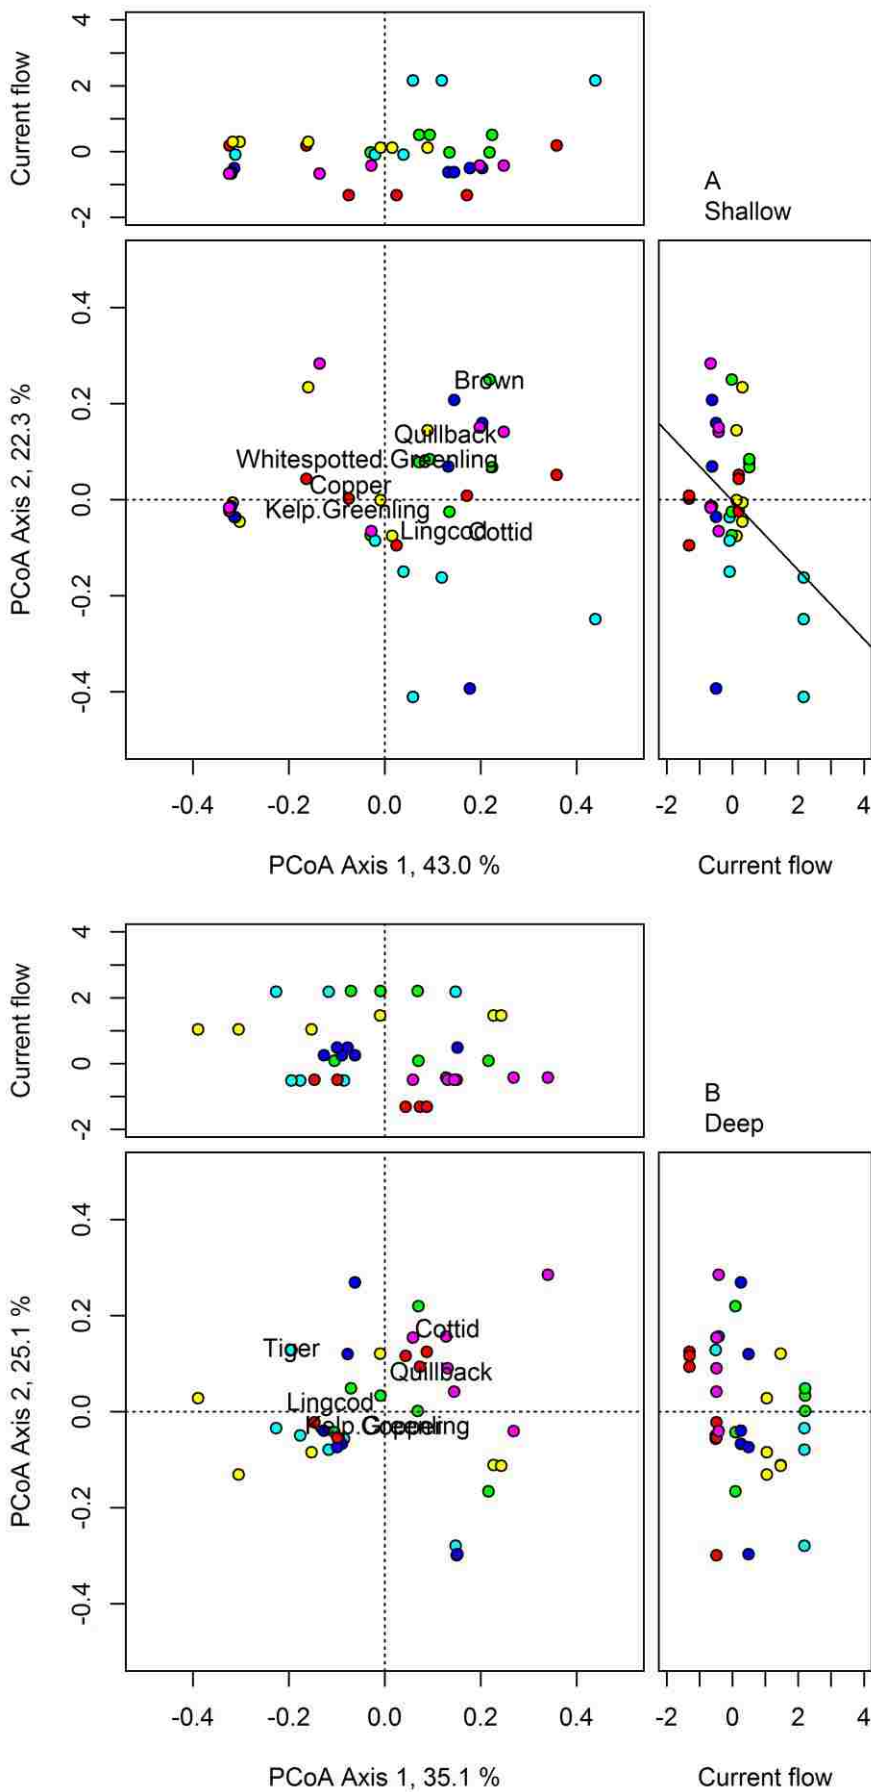 4
2
0
-2
Current flow
A
Shallow
0.4
0.2
0.0
-0.2
-0.4
PCoA Axis 2, 22.3 %
Brown
Quillback
Whitespotted.Greenling
Copper
Kelp.Greenling
Lingcod
Cottid
-0.4 -0.2 0.0 0.2 0.4
-2 0 2 4
PCoA Axis 1, 43.0 %
Current flow
4
2
0
-2
Current flow
B
Deep
0.4
0.2
0.0
-0.2
-0.4
PCoA Axis 2, 25.1 %
Cottid
Tiger
Quillback
Lingcod
Kelp.Greenling
Copper
-0.4 -0.2 0.0 0.2 0.4
-2 0 2 4
PCoA Axis 1, 35.1 %
Current flow